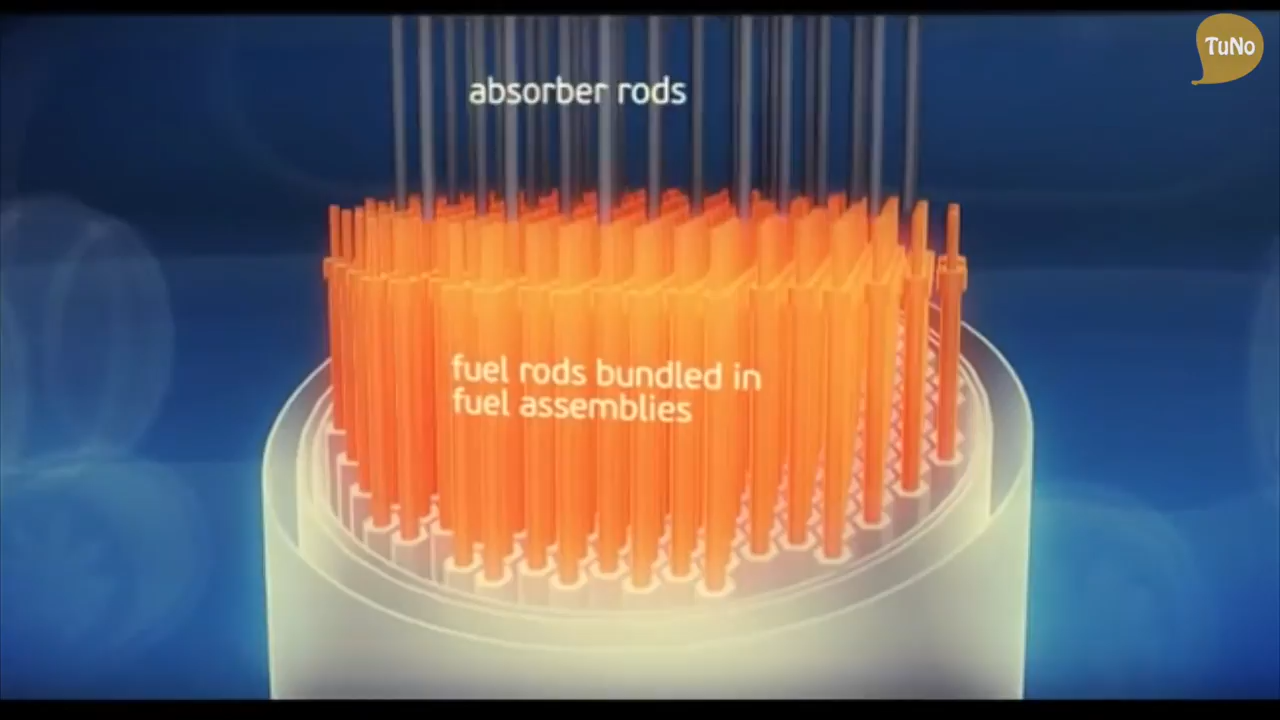 TuNo
absorber rods
fuel rods bundled in
fuel assemblies